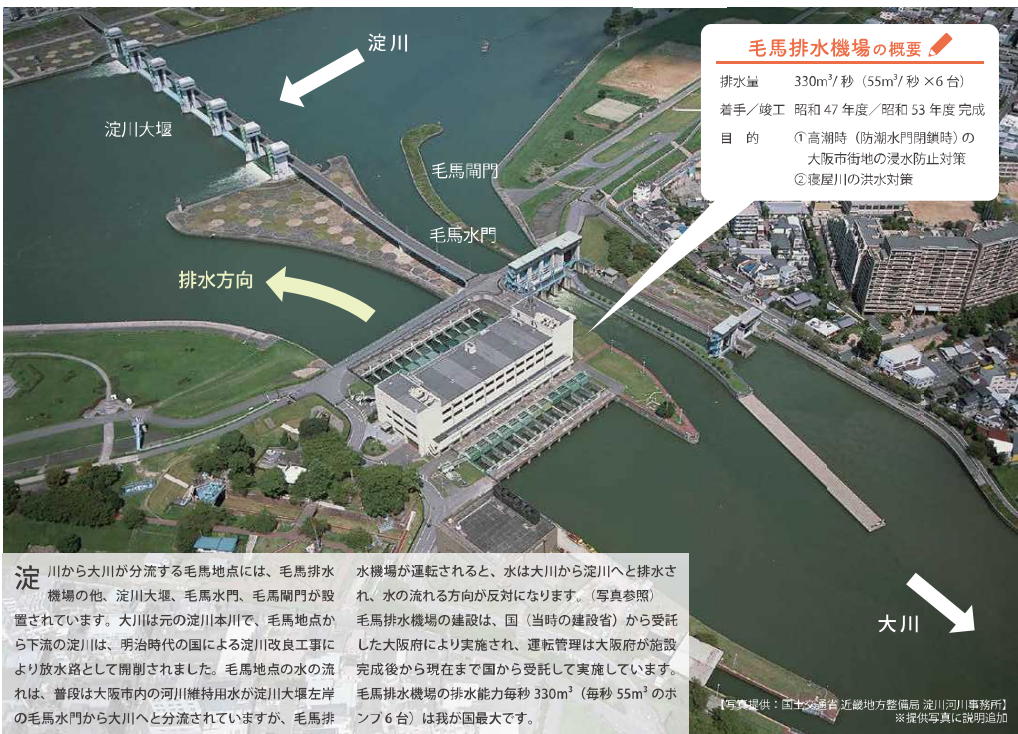 淀川
淀川大堰
毛馬閘門
毛馬水門
排水方向
毛馬排水機場の概要
排水量 330m³/秒（55m³/秒×6台）
着手／竣工 昭和47年度／昭和53年度 完成
目 的 ①高潮時（防潮水門閉鎖時）の
大阪市街地の浸水防止対策
②寝屋川の洪水対策
大川
淀川から大川が分流する毛馬地点には、毛馬排水
機場の他、淀川大堰、毛馬水門、毛馬閘門が設
置されています。大川は元の淀川本川で、毛馬地点か
ら下流の淀川は、明治時代の国による淀川改良工事に
より放水路として開削されました。毛馬地点の水の流
れは、普段は大阪市内の河川維持用水が淀川大堰左岸
の毛馬水門から大川へと分流されていますが、毛馬排
水機場が運転されると、水は大川から淀川へと排水さ
れ、水の流れる方向が反対になります。（写真参照）
毛馬排水機場の建設は、国（当時の建設省）から受託
した大阪府により実施され、運転管理は大阪府が施設
完成後から現在まで国から受託して実施しています。
毛馬排水機場の排水能力毎秒330m³（毎秒55m³のポ
ンプ6台）は我が国最大です。
【写真提供：国土交通省 近畿地方整備局 淀川河川事務所】
※提供写真に説明追加